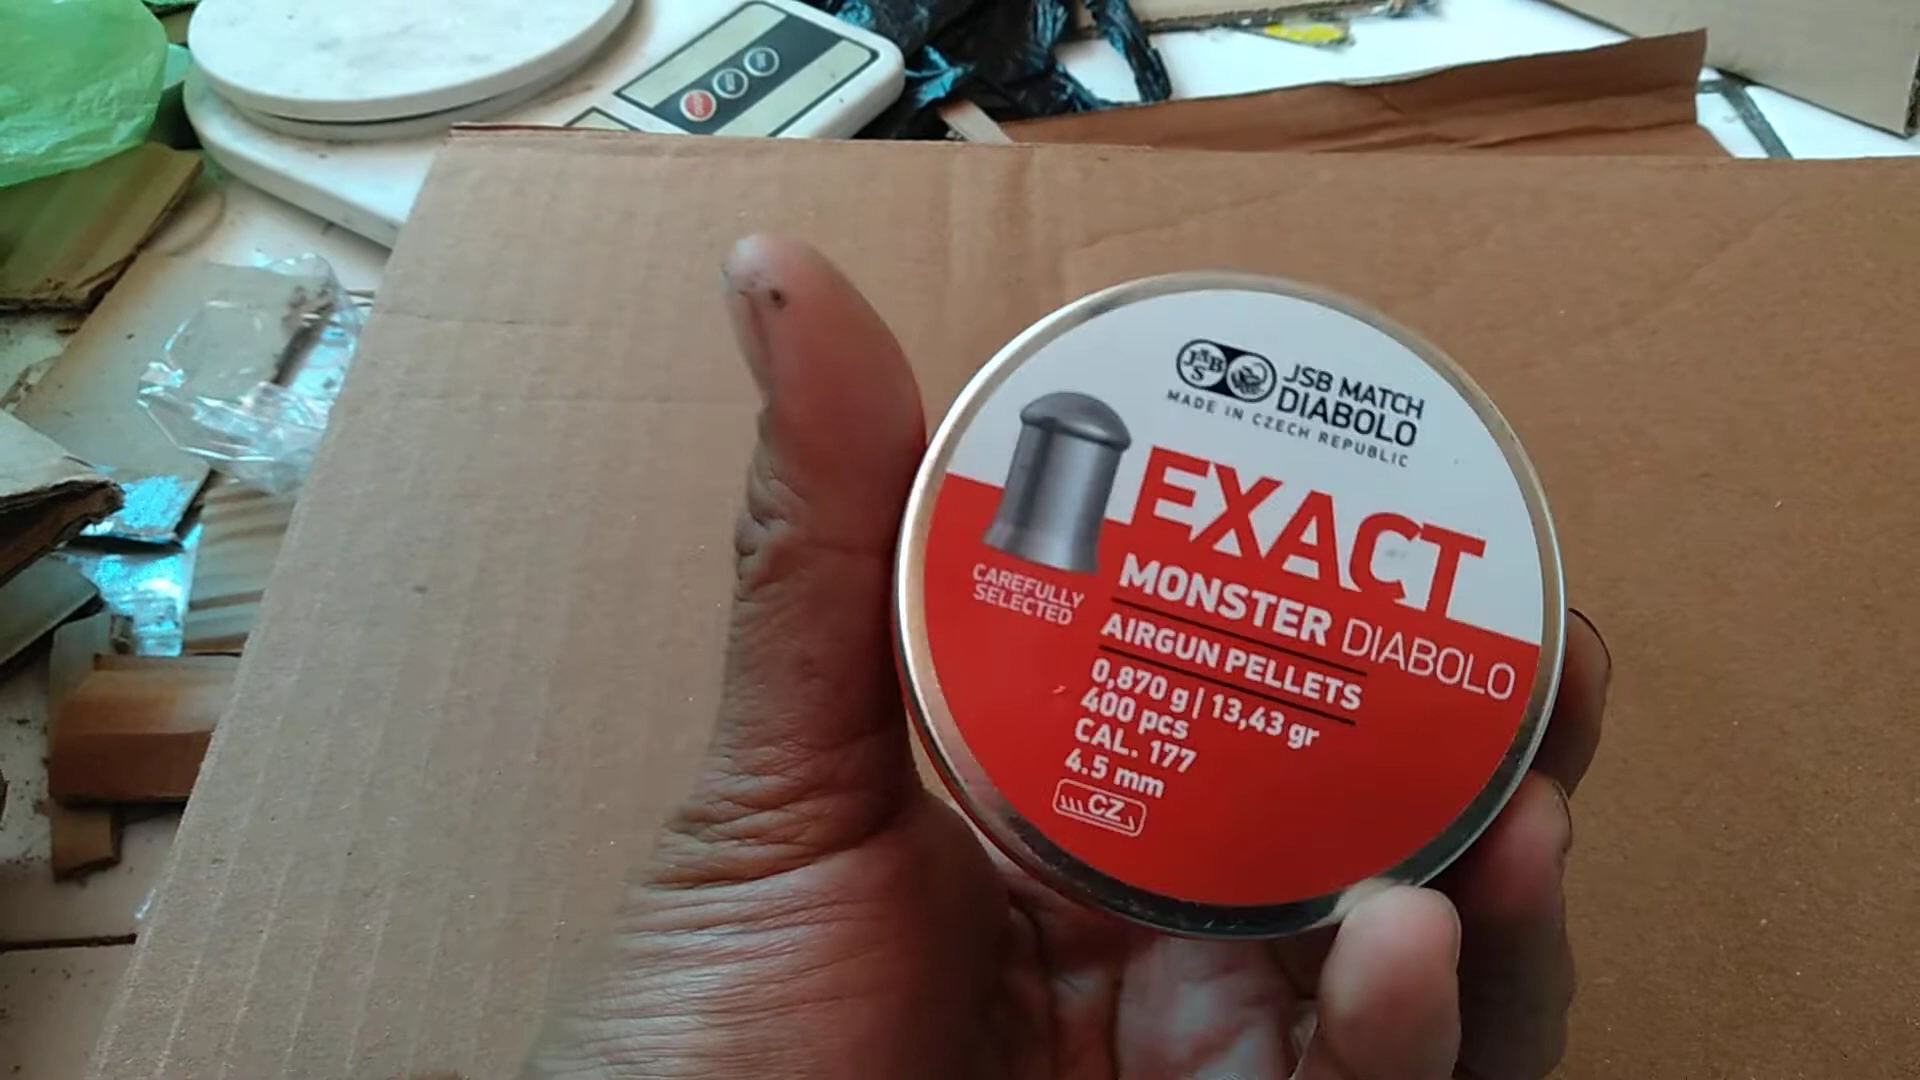 JSB
JSB MATCH
DIABOLO
MADE IN CZECH REPUBLIC
EXACT
MONSTER DIABOLO
CAREFULLY
SELECTED
AIRGUN PELLETS
0,870 g | 13,43 gr
400 pcs
CAL. 177
4.5 mm
CZ